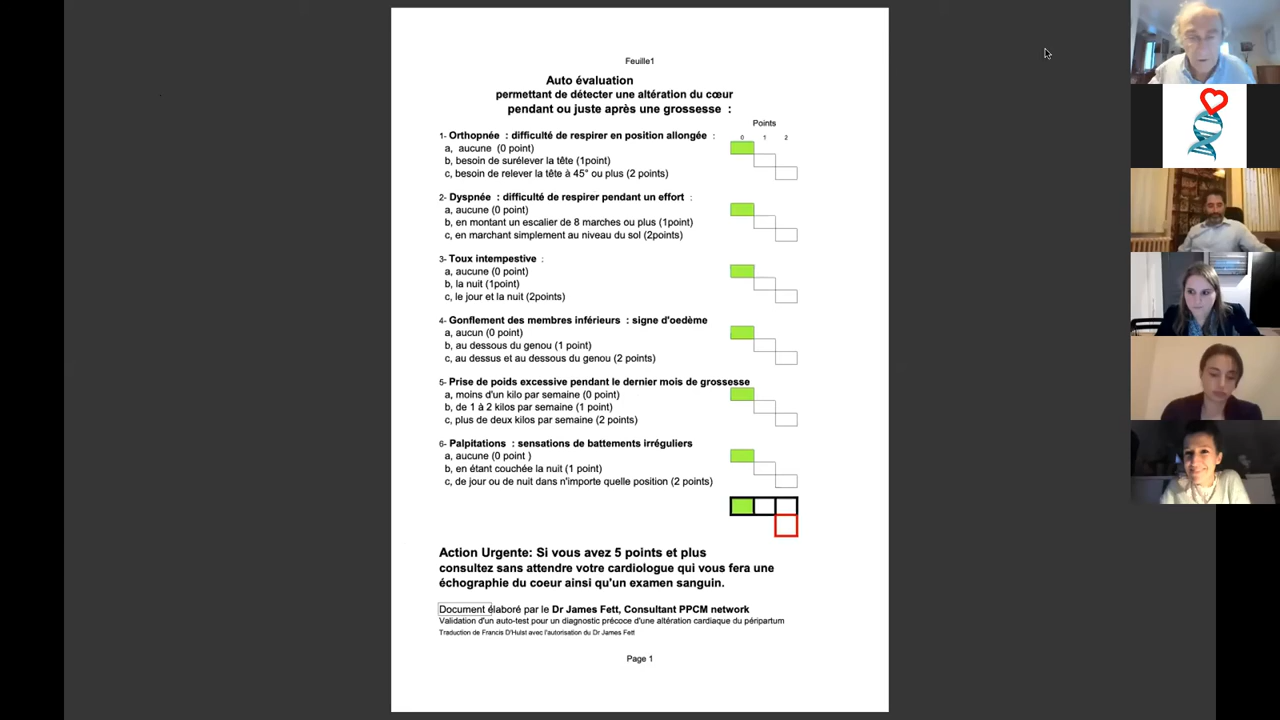 Feuille1
Auto évaluation
permettant de détecter une altération du cœur
pendant ou juste après une grossesse :
Points
1- Orthopnée : difficulté de respirer en position allongée :
0 1 2
a, aucune (0 point)
b, besoin de surélever la tête (1point)
c, besoin de relever la tête à 45° ou plus (2 points)
2- Dyspnée : difficulté de respirer pendant un effort :
a, aucune (0 point)
b, en montant un escalier de 8 marches ou plus (1point)
c, en marchant simplement au niveau du sol (2points)
3- Toux intempestive :
a, aucune (0 point)
b, la nuit (1point)
c, le jour et la nuit (2points)
4- Gonflement des membres inférieurs : signe d'oedème
a, aucun (0 point)
b, au dessous du genou (1 point)
c, au dessus et au dessous du genou (2 points)
5- Prise de poids excessive pendant le dernier mois de grossesse
a, moins d'un kilo par semaine (0 point)
b, de 1 à 2 kilos par semaine (1 point)
c, plus de deux kilos par semaine (2 points)
6- Palpitations : sensations de battements irréguliers
a, aucune (0 point )
b, en étant couchée la nuit (1 point)
c, de jour ou de nuit dans n'importe quelle position (2 points)
Action Urgente: Si vous avez 5 points et plus
consultez sans attendre votre cardiologue qui vous fera une
échographie du coeur ainsi qu'un examen sanguin.
Document élaboré par le Dr James Fett, Consultant PPCM network
Validation d'un auto-test pour un diagnostic précoce d'une altération cardiaque du péripartum
Traduction de Francis D'Hulst avec l'autorisation du Dr James Fett
Page 1